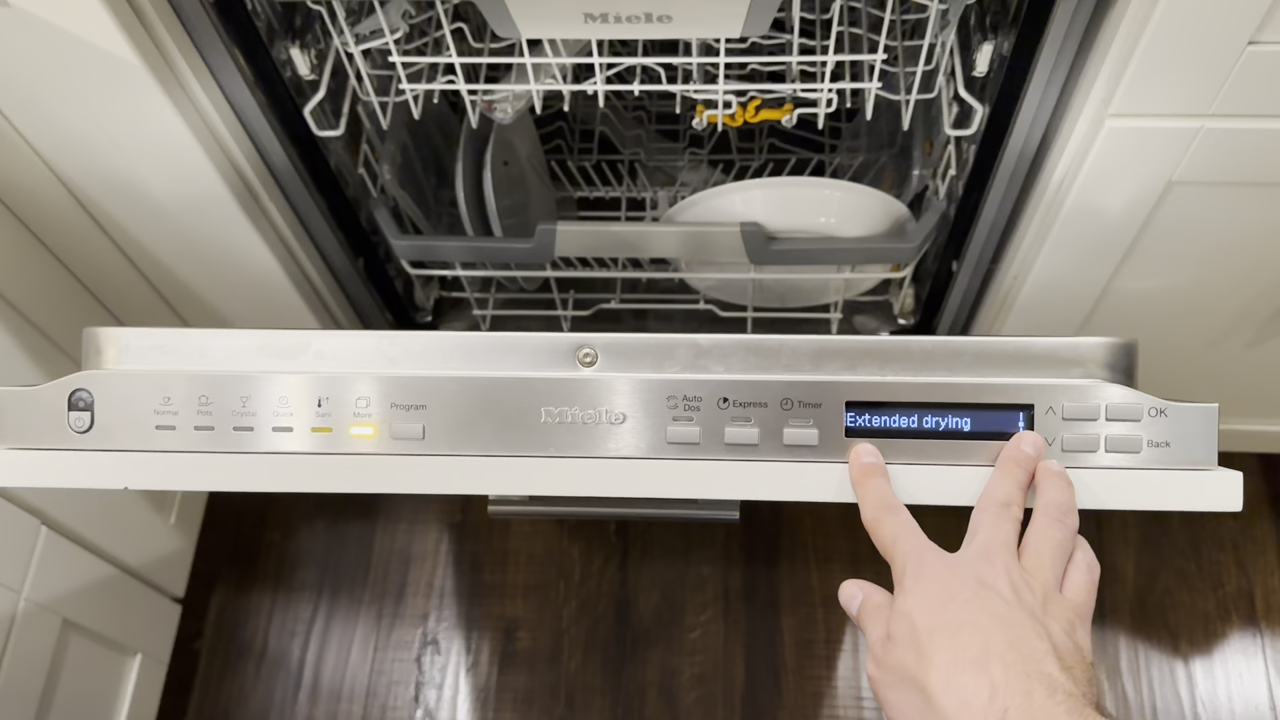 Miele
Normal
Pots
Crystal
Quick
Sani
More
Program
Miele
Auto
Dos
Express
Timer
Extended drying
OK
Back